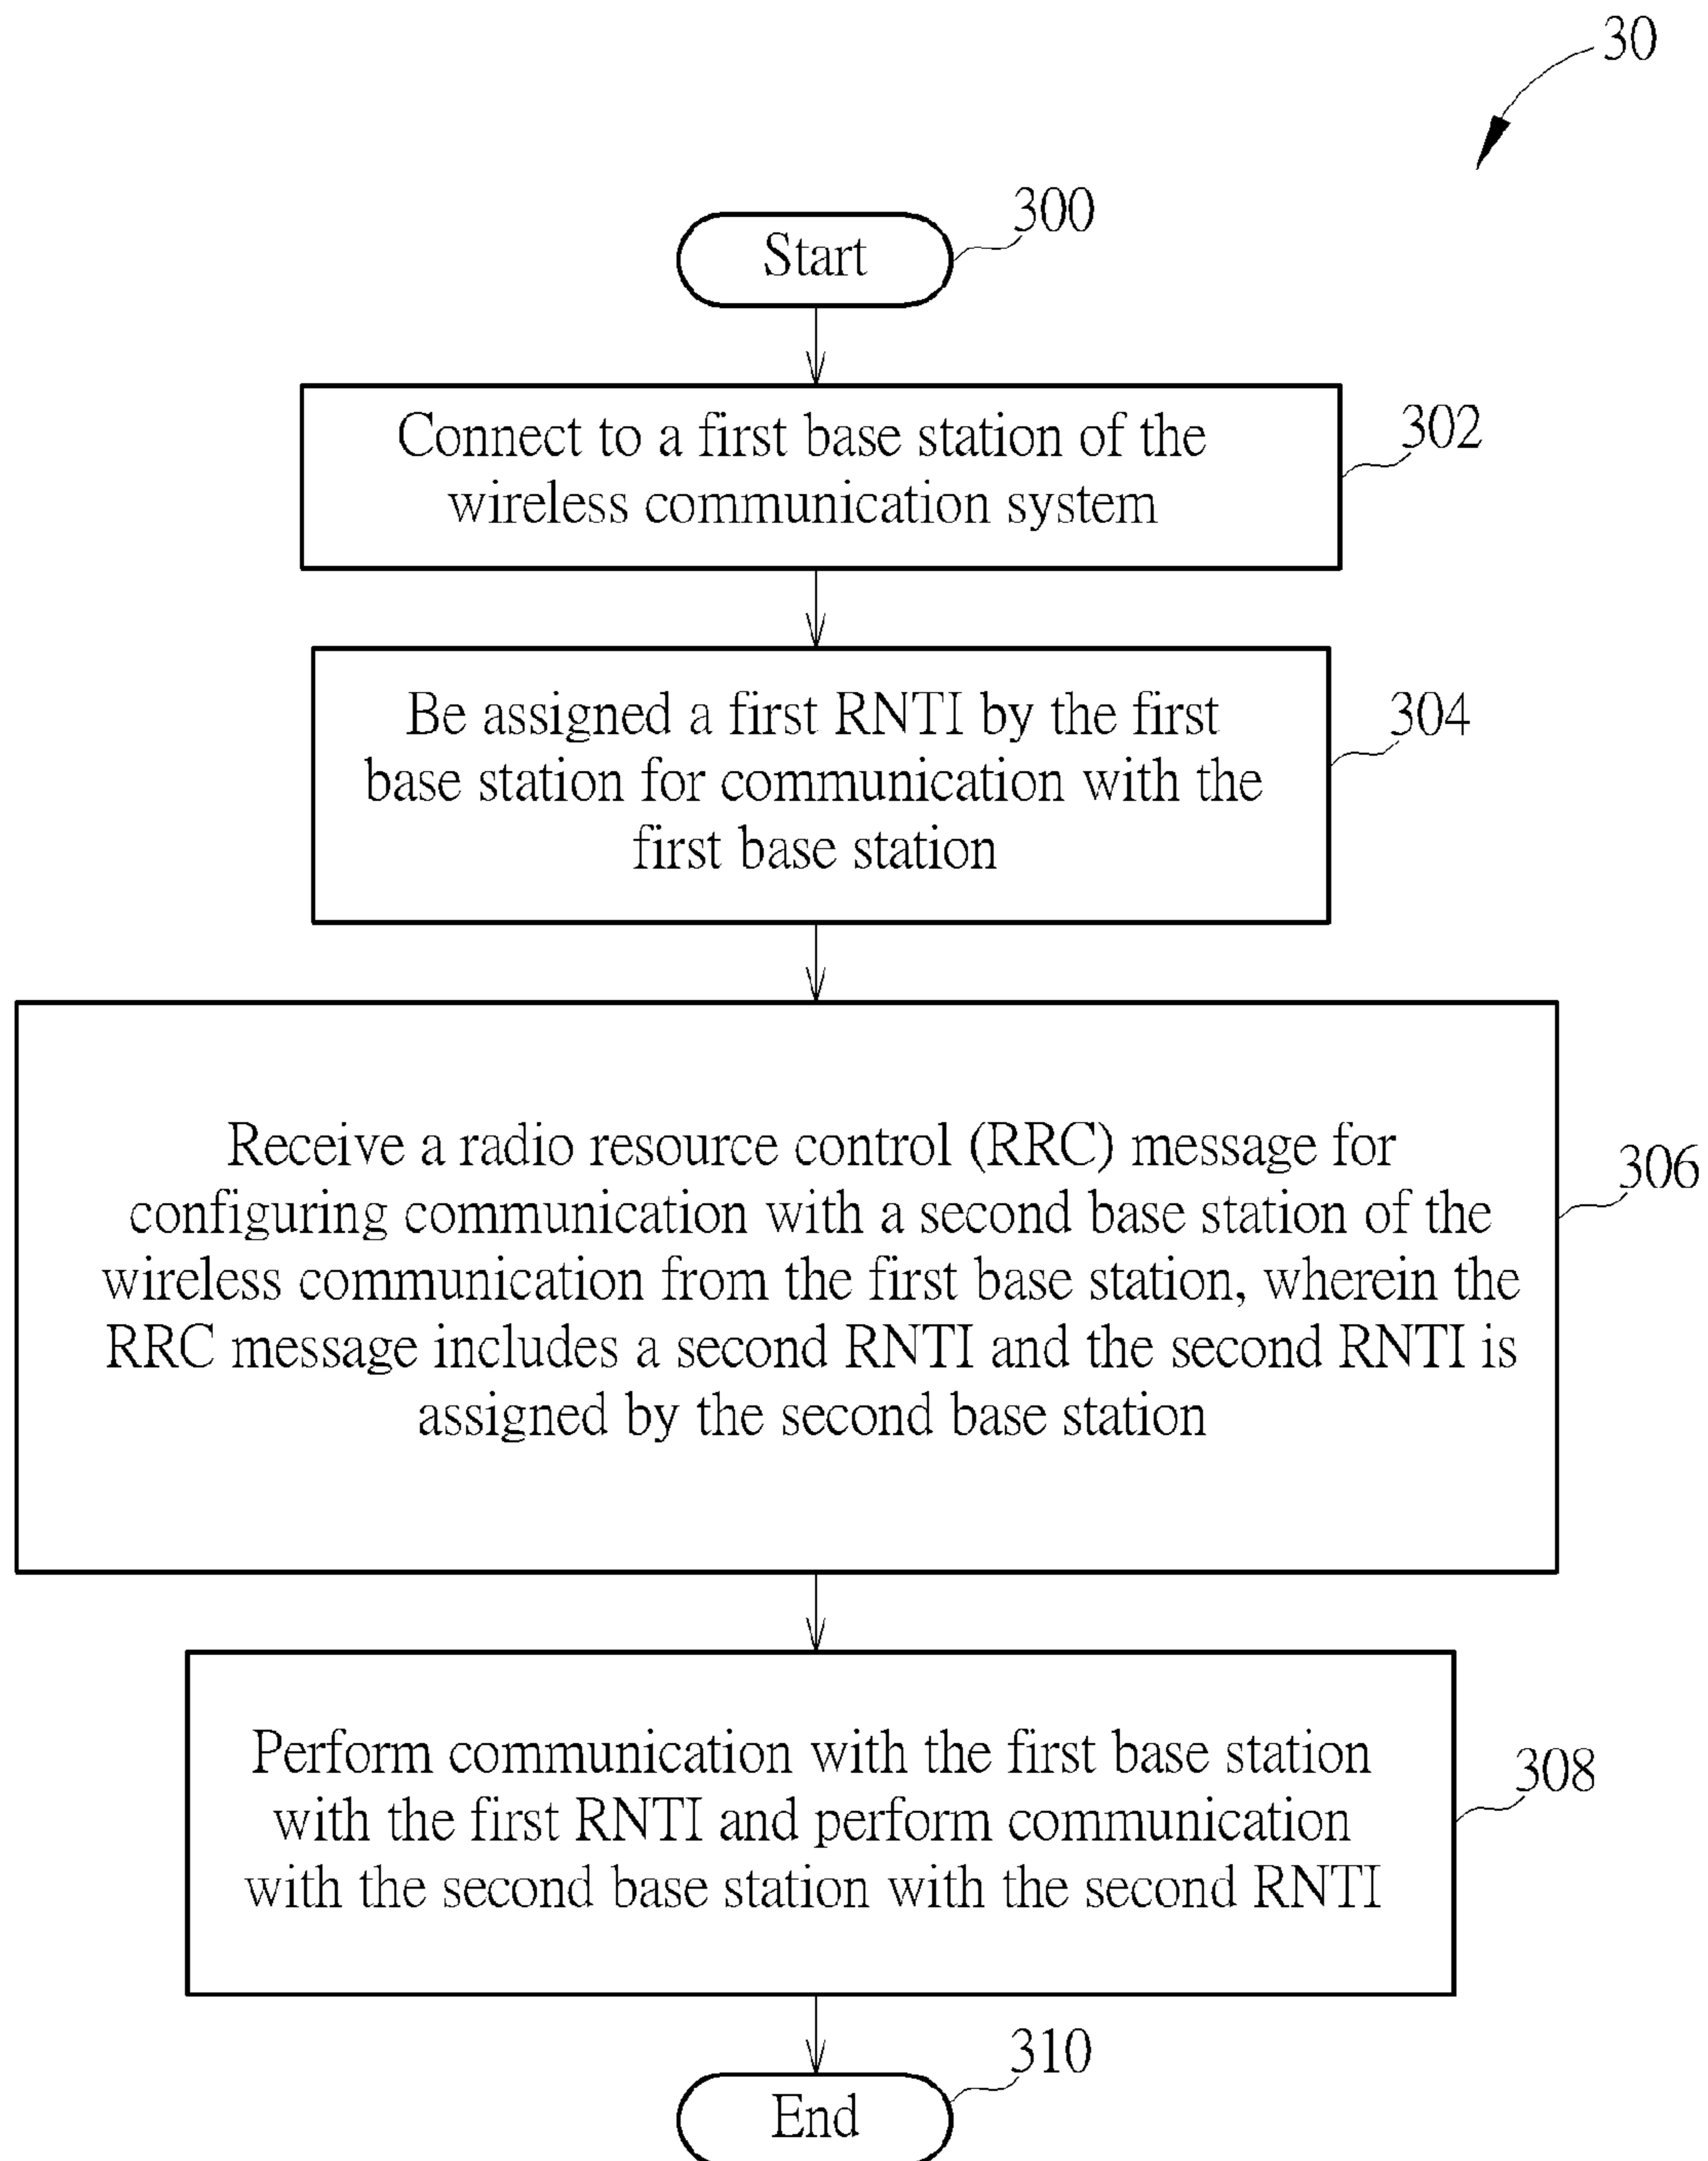 30
300
Start
302
Connect to a first base station of the
wireless communication system
304
Be assigned a first RNTI by the first
base station for communication with the
first base station
306
Receive a radio resource control (RRC) message for
configuring communication with a second base station of the
wireless communication from the first base station, wherein the
RRC message includes a second RNTI and the second RNTI is
assigned by the second base station
308
Perform communication with the first base station
with the first RNTI and perform communication
with the second base station with the second RNTI
310
End